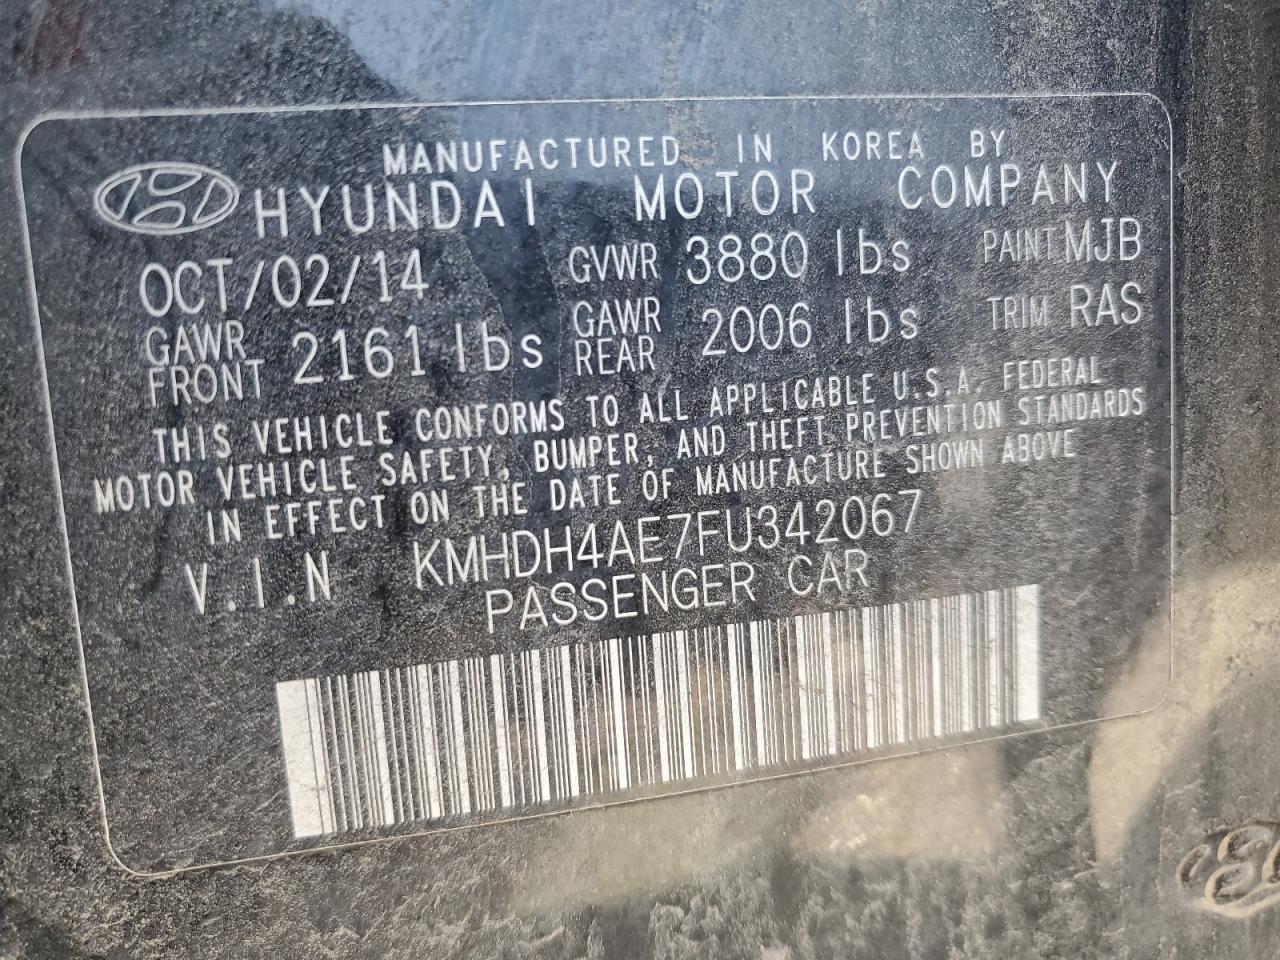 MANUFACTURED IN KOREA BY
HYUNDAI MOTOR COMPANY
OCT/02/14 GVWR 3880 lbs PAINT MJB
GAWR FRONT 2161 lbs GAWR REAR 2006 lbs TRIM RAS
THIS VEHICLE CONFORMS TO ALL APPLICABLE U.S.A. FEDERAL
MOTOR VEHICLE SAFETY, BUMPER, AND THEFT PREVENTION STANDARDS
IN EFFECT ON THE DATE OF MANUFACTURE SHOWN ABOVE
V.I.N KMHDH4AE7FU342067
PASSENGER CAR